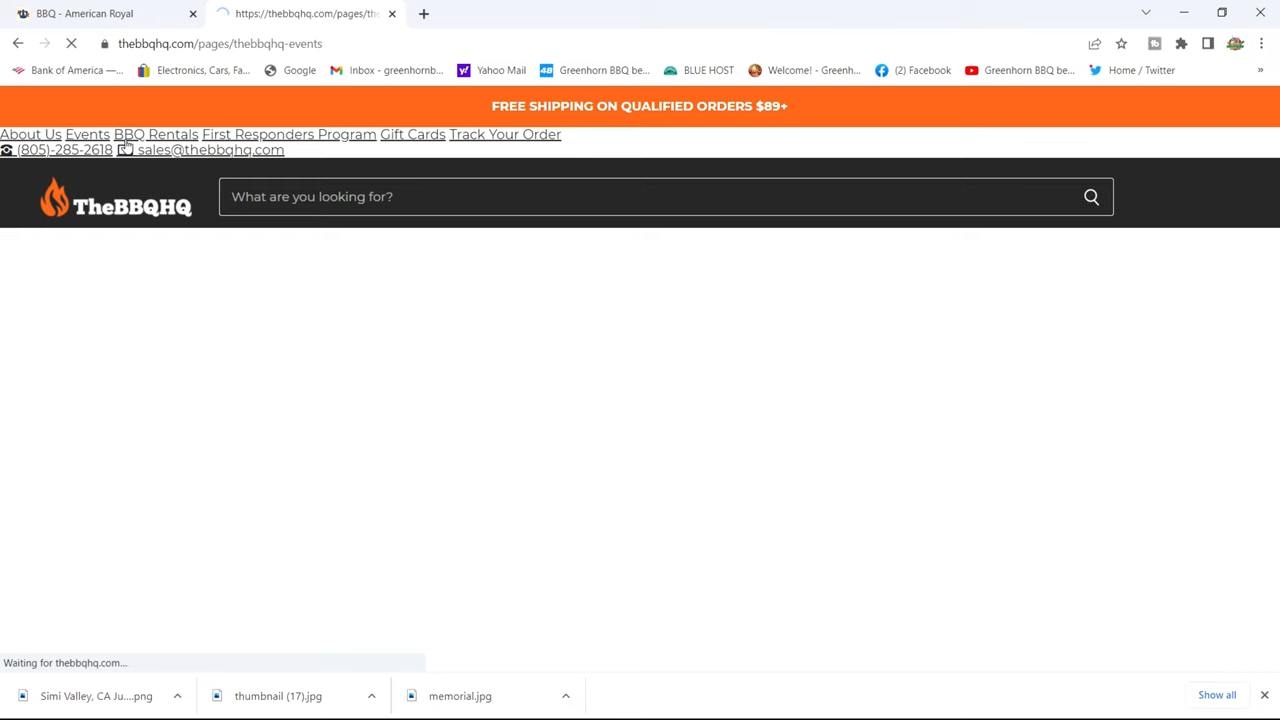 BBQ - American Royal
https://thebbqhq.com/pages/the
thebbqhq.com/pages/thebbqhq-events
Bank of America —... Electronics, Cars, Fa... Google Inbox - greenhornb... Yahoo Mail Greenhorn BBQ be... BLUE HOST Welcome! - Greenh... (2) Facebook Greenhorn BBQ be... Home / Twitter »
FREE SHIPPING ON QUALIFIED ORDERS $89+
About Us Events BBQ Rentals First Responders Program Gift Cards Track Your Order
(805)-285-2618 sales@thebbqhq.com
TheBBQHQ What are you looking for?
Waiting for thebbqhq.com...
Simi Valley, CA Ju....png thumbnail (17).jpg memorial.jpg Show all